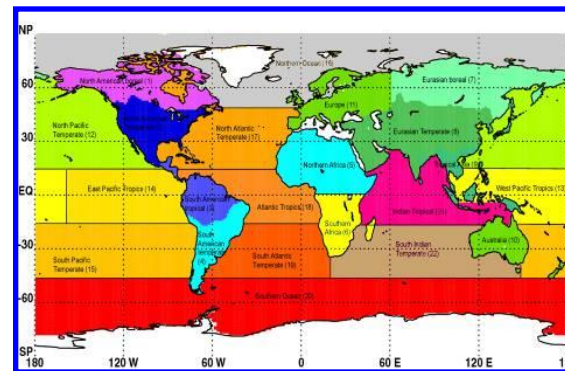 NP
Northern Ocean (16)
North American Boreal (1)
Eurasian boreal (7)
60
Europe (11)
North Pacific
Temperate (12)
North Atlantic
Temperate (17)
Eurasian Temperate (8)
30
Northern Africa (5)
EQ
East Pacific Tropics (14)
South American
tropical (3)
Atlantic Tropics (18)
Indian Tropical (21)
West Pacific Tropics (13)
Southern
Africa (6)
-30
South Pacific
Temperate (15)
South
American
Temperate
(4)
South Atlantic
Temperate (19)
South Indian
Temperate (22)
Australia (10)
Southern Ocean (20)
-60
SP
180 120 W 60 W 0 60 E 120 E